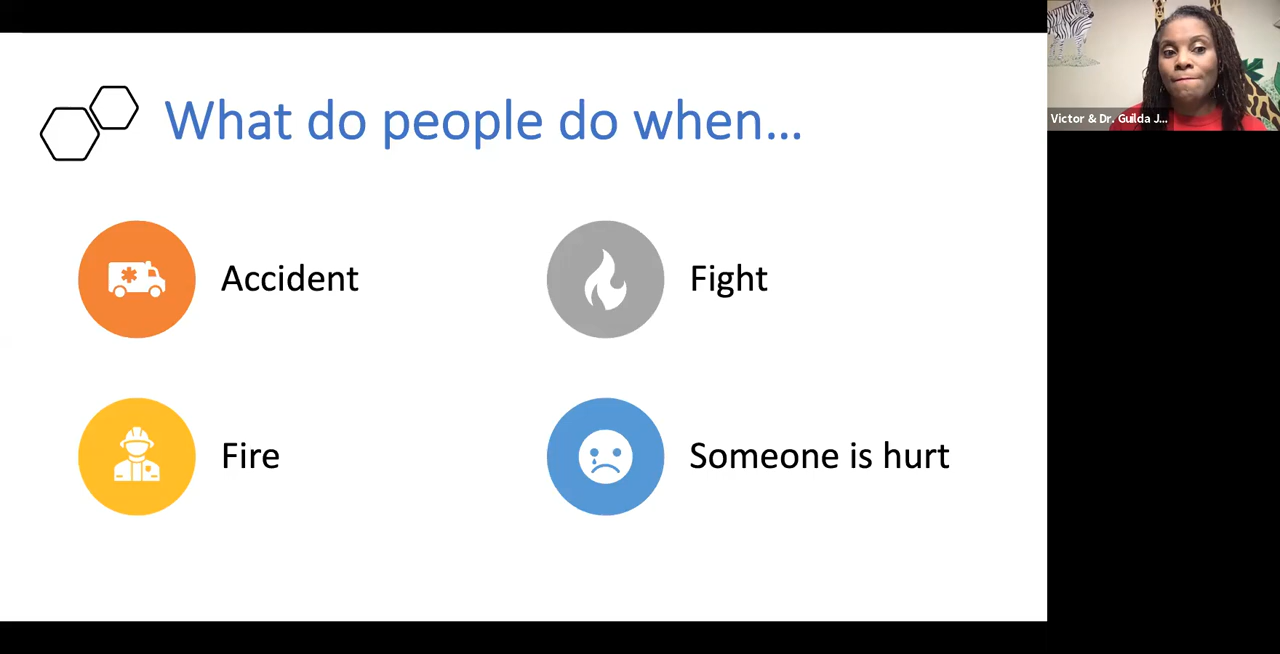 What do people do when...
Accident
Fight
Fire
Someone is hurt
Victor & Dr. Guilda J...